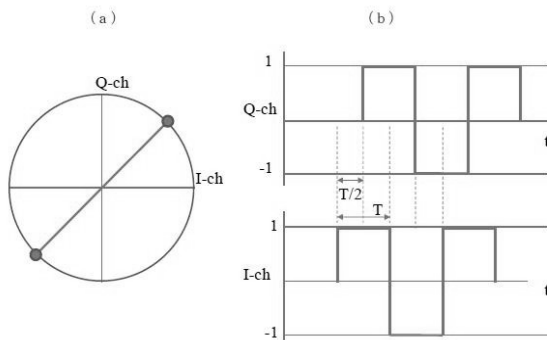 ( a )
Q-ch
I-ch
( b )
1
Q-ch
t
-1
T/2
T
1
I-ch
t
-1